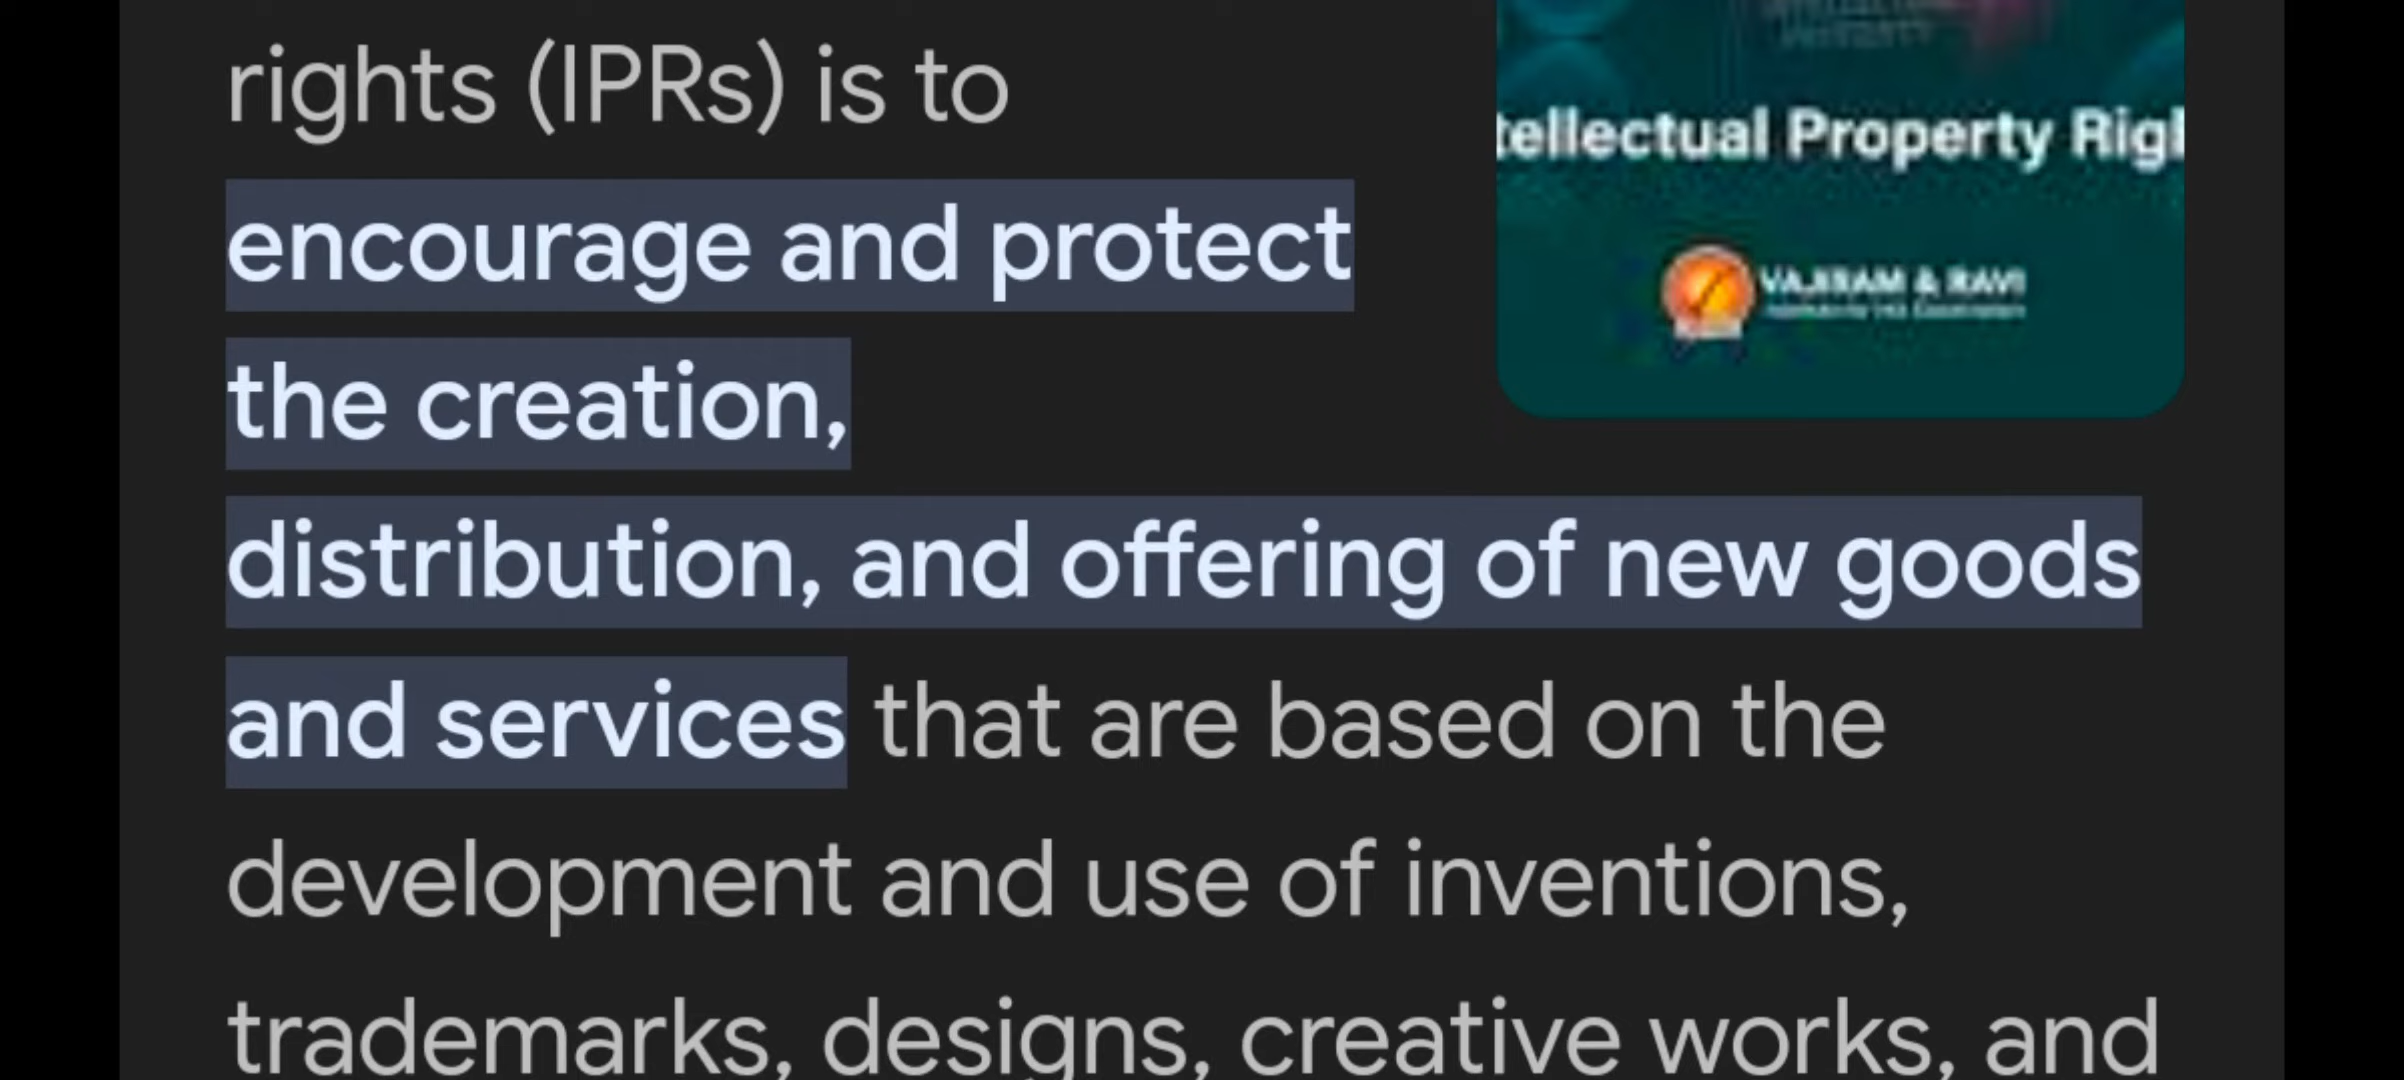 rights (IPRs) is to
encourage and protect
the creation,
distribution, and offering of new goods
and services that are based on the
development and use of inventions,
trademarks, designs, creative works, and
tellectual Property Righ
VAJIRAM & RAVI